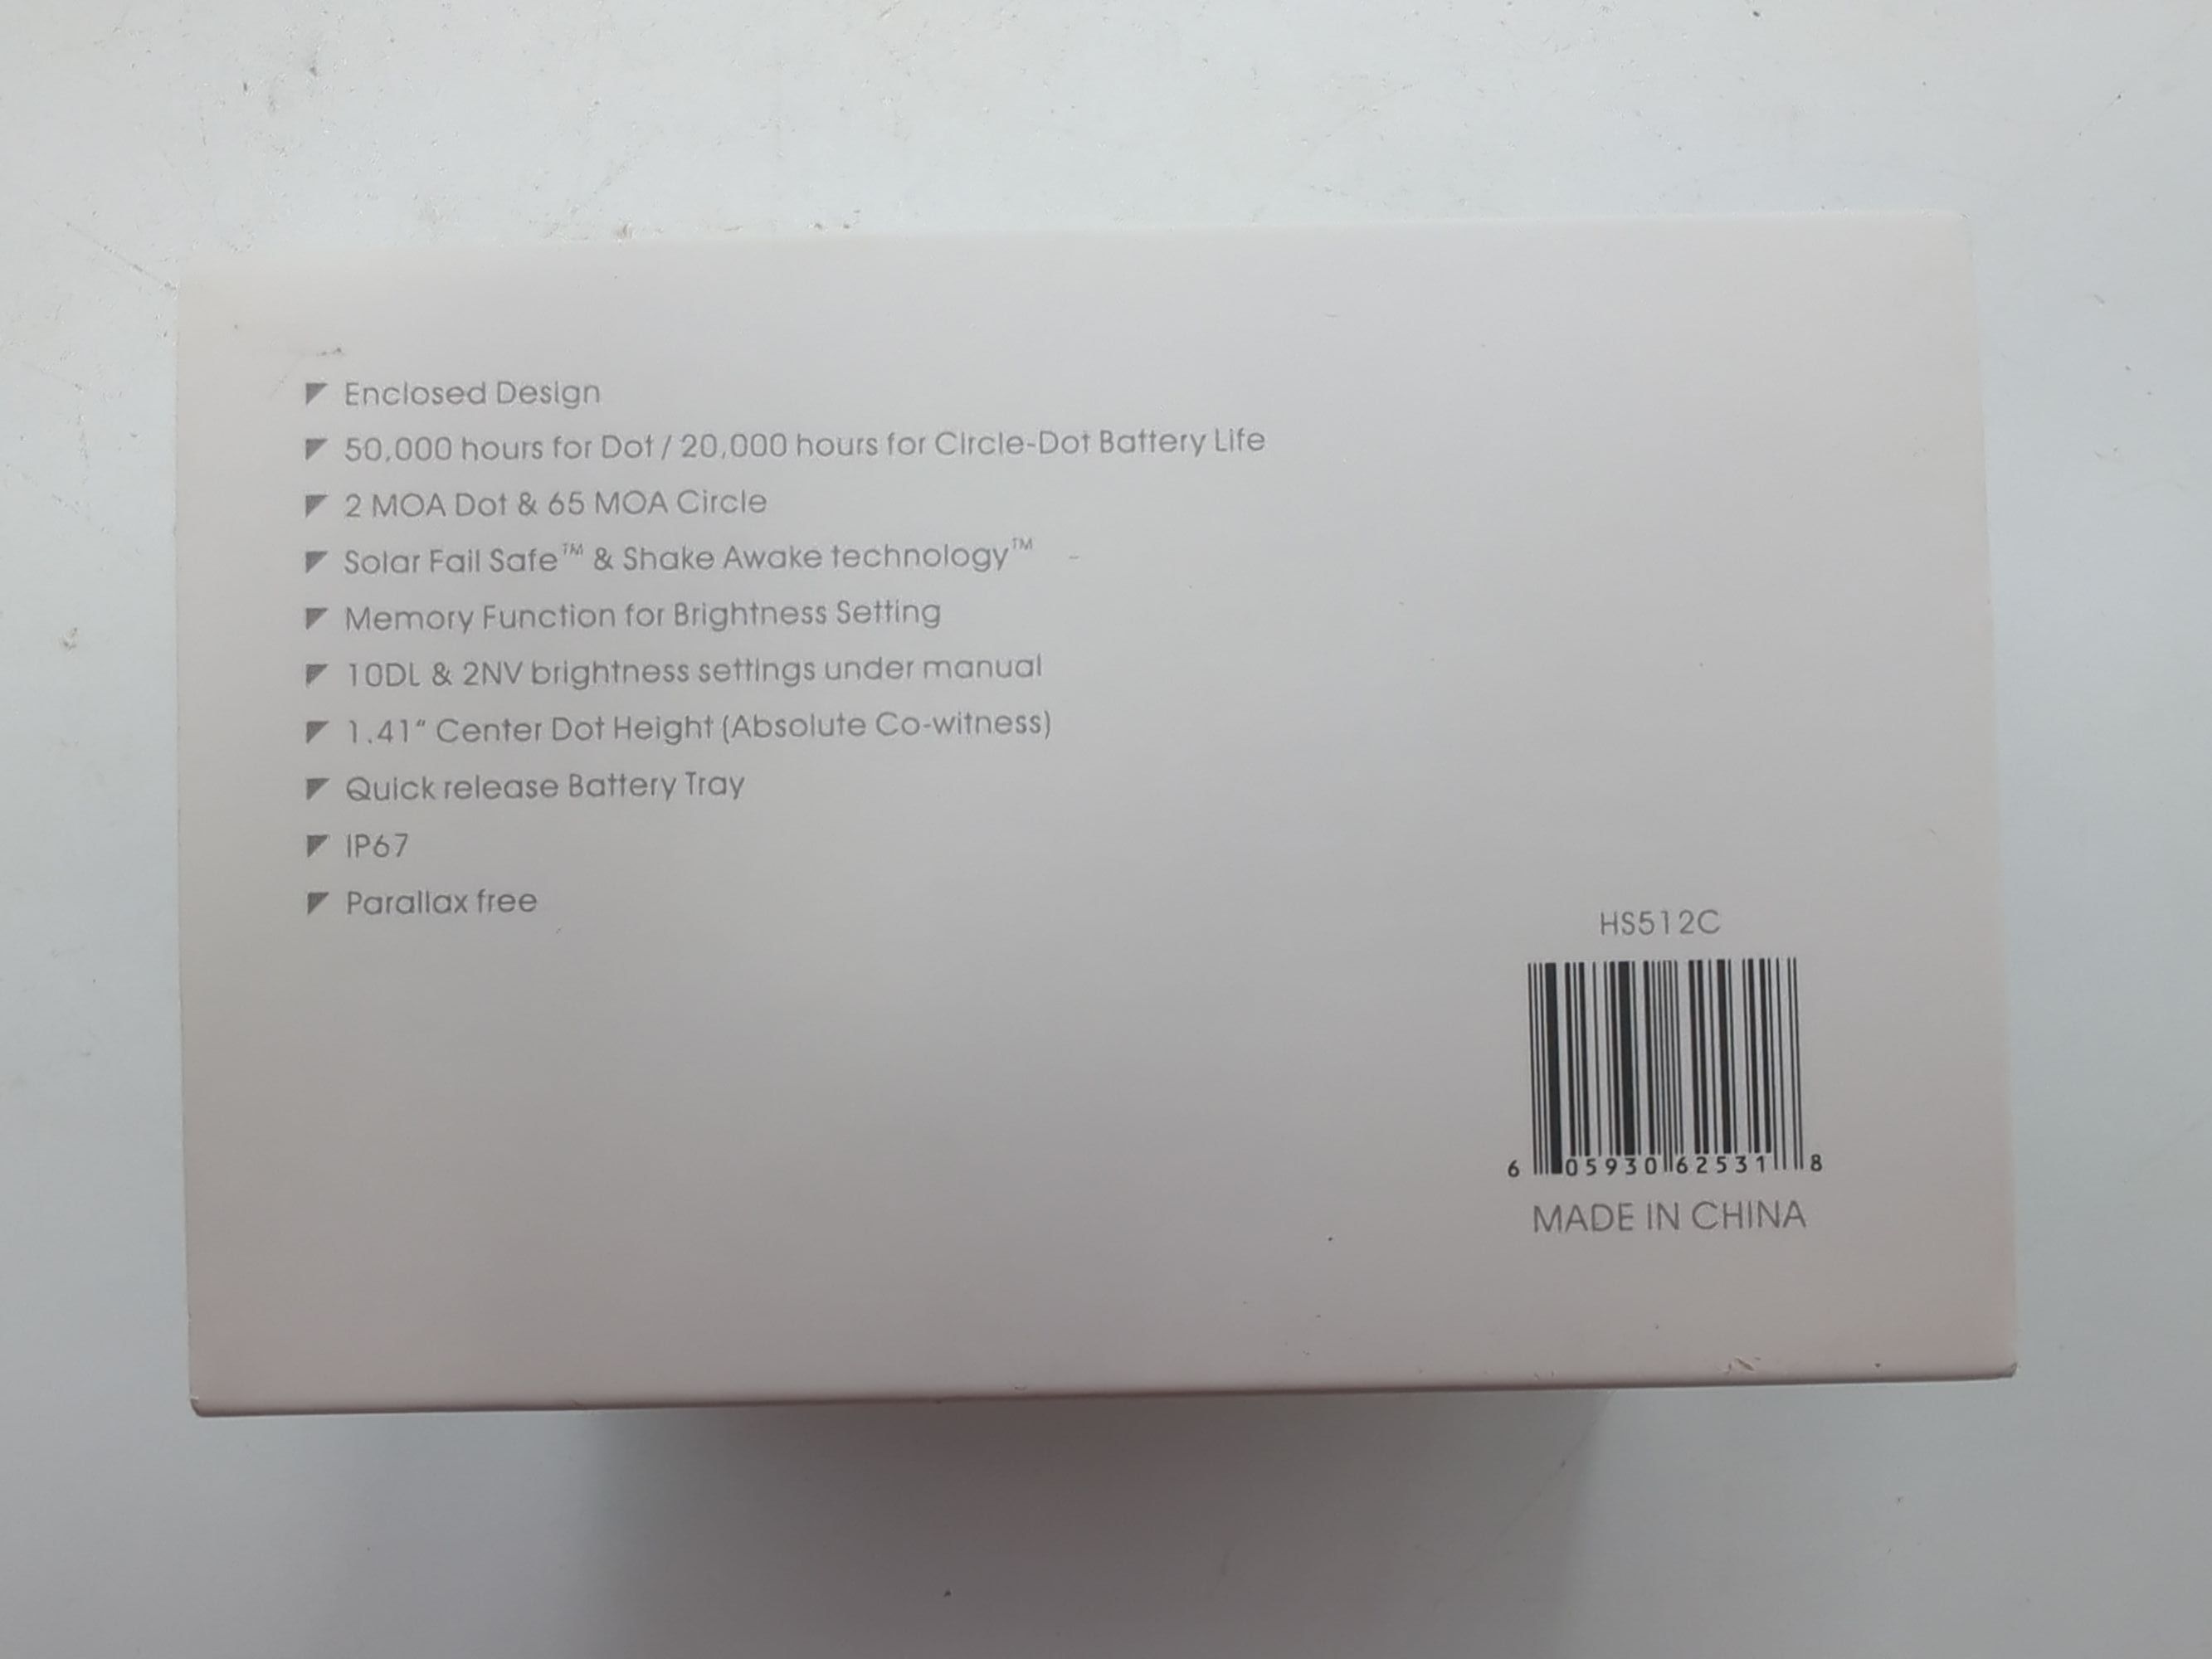 Enclosed Design
50,000 hours for Dot / 20,000 hours for Circle-Dot Battery Life
2 MOA Dot & 65 MOA Circle
Solar Fail Safe™ & Shake Awake technology™
Memory Function for Brightness Setting
10DL & 2NV brightness settings under manual
1.41" Center Dot Height (Absolute Co-witness)
Quick release Battery Tray
IP67
Parallax free
HS512C
6 05930 62531 8
MADE IN CHINA